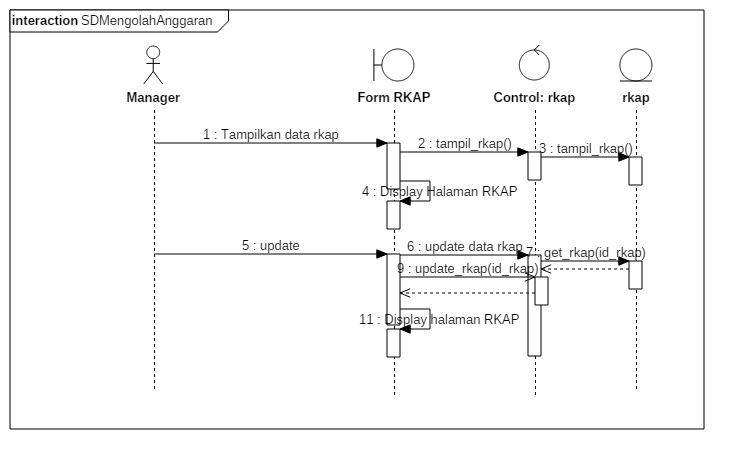 interaction SDMengolahAnggaran
Manager
Form RKAP
Control: rkap
rkap
1 : Tampilkan data rkap
2 : tampil_rkap()
3 : tampil_rkap()
4 : Display Halaman RKAP
5 : update
6 : update data rkap
7 : get_rkap(id_rkap)
9 : update_rkap(id_rkap)
11 : Display halaman RKAP